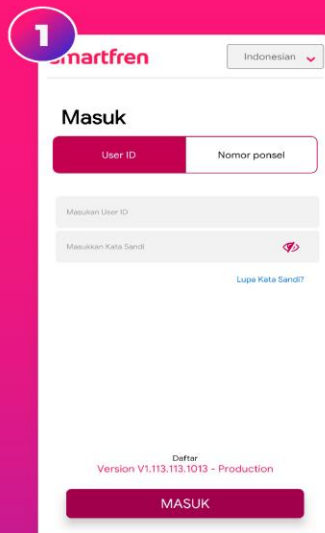 1
smartfren
Indonesian
Masuk
User ID
Nomor ponsel
Masukan User ID
Masukkan Kata Sandi
Lupa Kata Sandi?
Daftar
Version V1.113.113.1013 - Production
MASUK